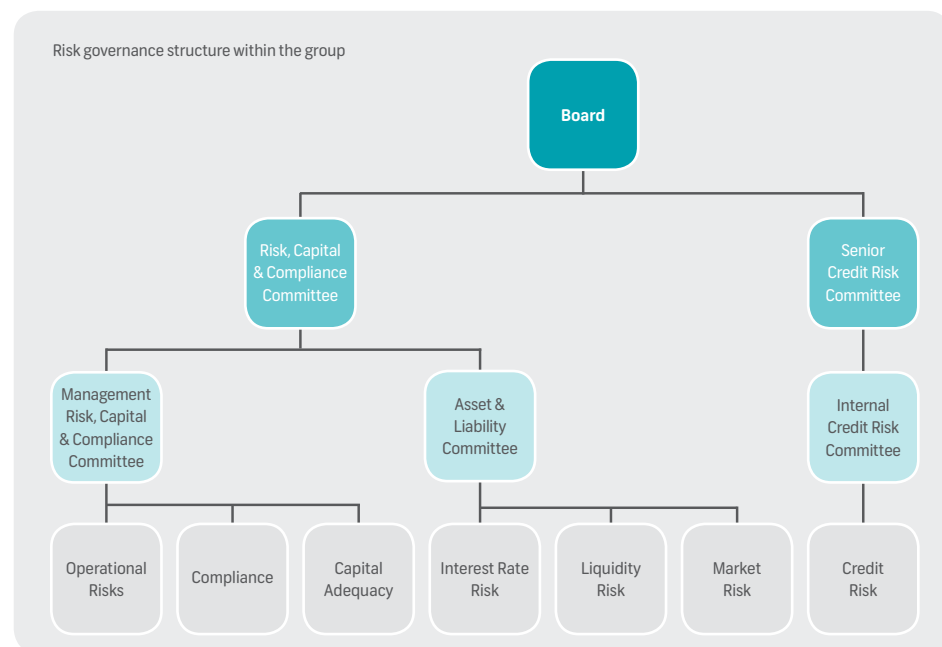 Risk governance structure within the group
Board
Risk, Capital
& Compliance
Committee
Senior
Credit Risk
Committee
Management
Risk, Capital
& Compliance
Committee
Asset &
Liability
Committee
Internal
Credit Risk
Committee
Operational
Risks
Compliance
Capital
Adequacy
Interest Rate
Risk
Liquidity
Risk
Market
Risk
Credit
Risk